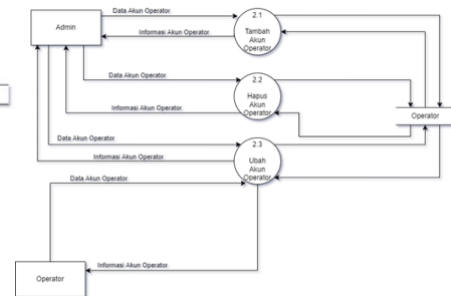 Data Akun Operator
2.1
Admin
Informasi Akun Operator
Tambah
Akun
Operator
Data Akun Operator
2.2
Hapus
Akun
Operator
Informasi Akun Operator
Operator
Data Akun Operator
2.3
Informasi Akun Operator
Ubah
Akun
Operator
Data Akun Operator
Informasi Akun Operator
Operator